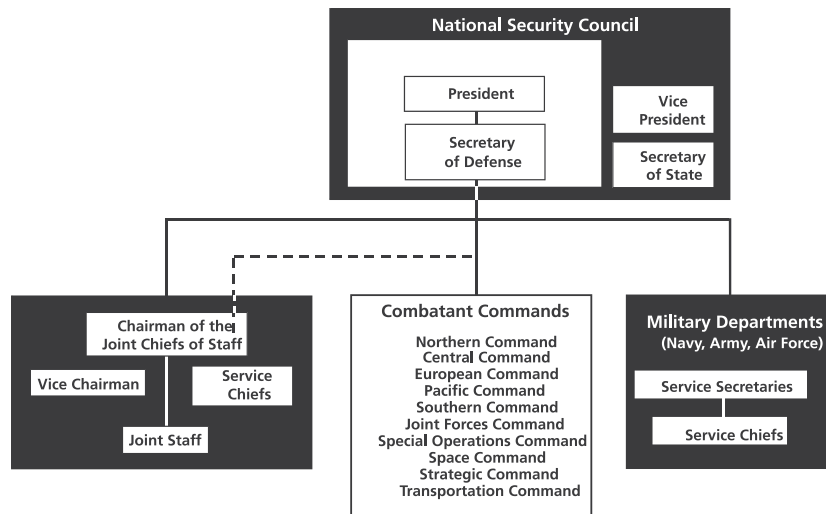 National Security Council
President
Secretary
of Defense
Vice
President
Secretary
of State
Chairman of the
Joint Chiefs of Staff
Vice Chairman
Service
Chiefs
Joint Staff
Combatant Commands
Northern Command
Central Command
European Command
Pacific Command
Southern Command
Joint Forces Command
Special Operations Command
Space Command
Strategic Command
Transportation Command
Military Departments
(Navy, Army, Air Force)
Service Secretaries
Service Chiefs